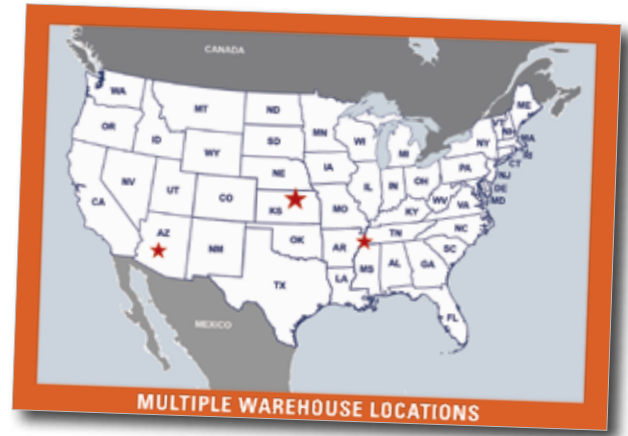 CANADA
WA
MT
ND
MN
ME
OR
ID
SD
WI
MI
VT
NH
NY
MA
WY
IA
RI
NV
UT
NE
IL
IN
OH
PA
CT
NJ
CA
CO
KS
MO
KY
WV
VA
DE
MD
AZ
NM
OK
AR
TN
NC
SC
TX
LA
MS
AL
GA
FL
MEXICO
MULTIPLE WAREHOUSE LOCATIONS